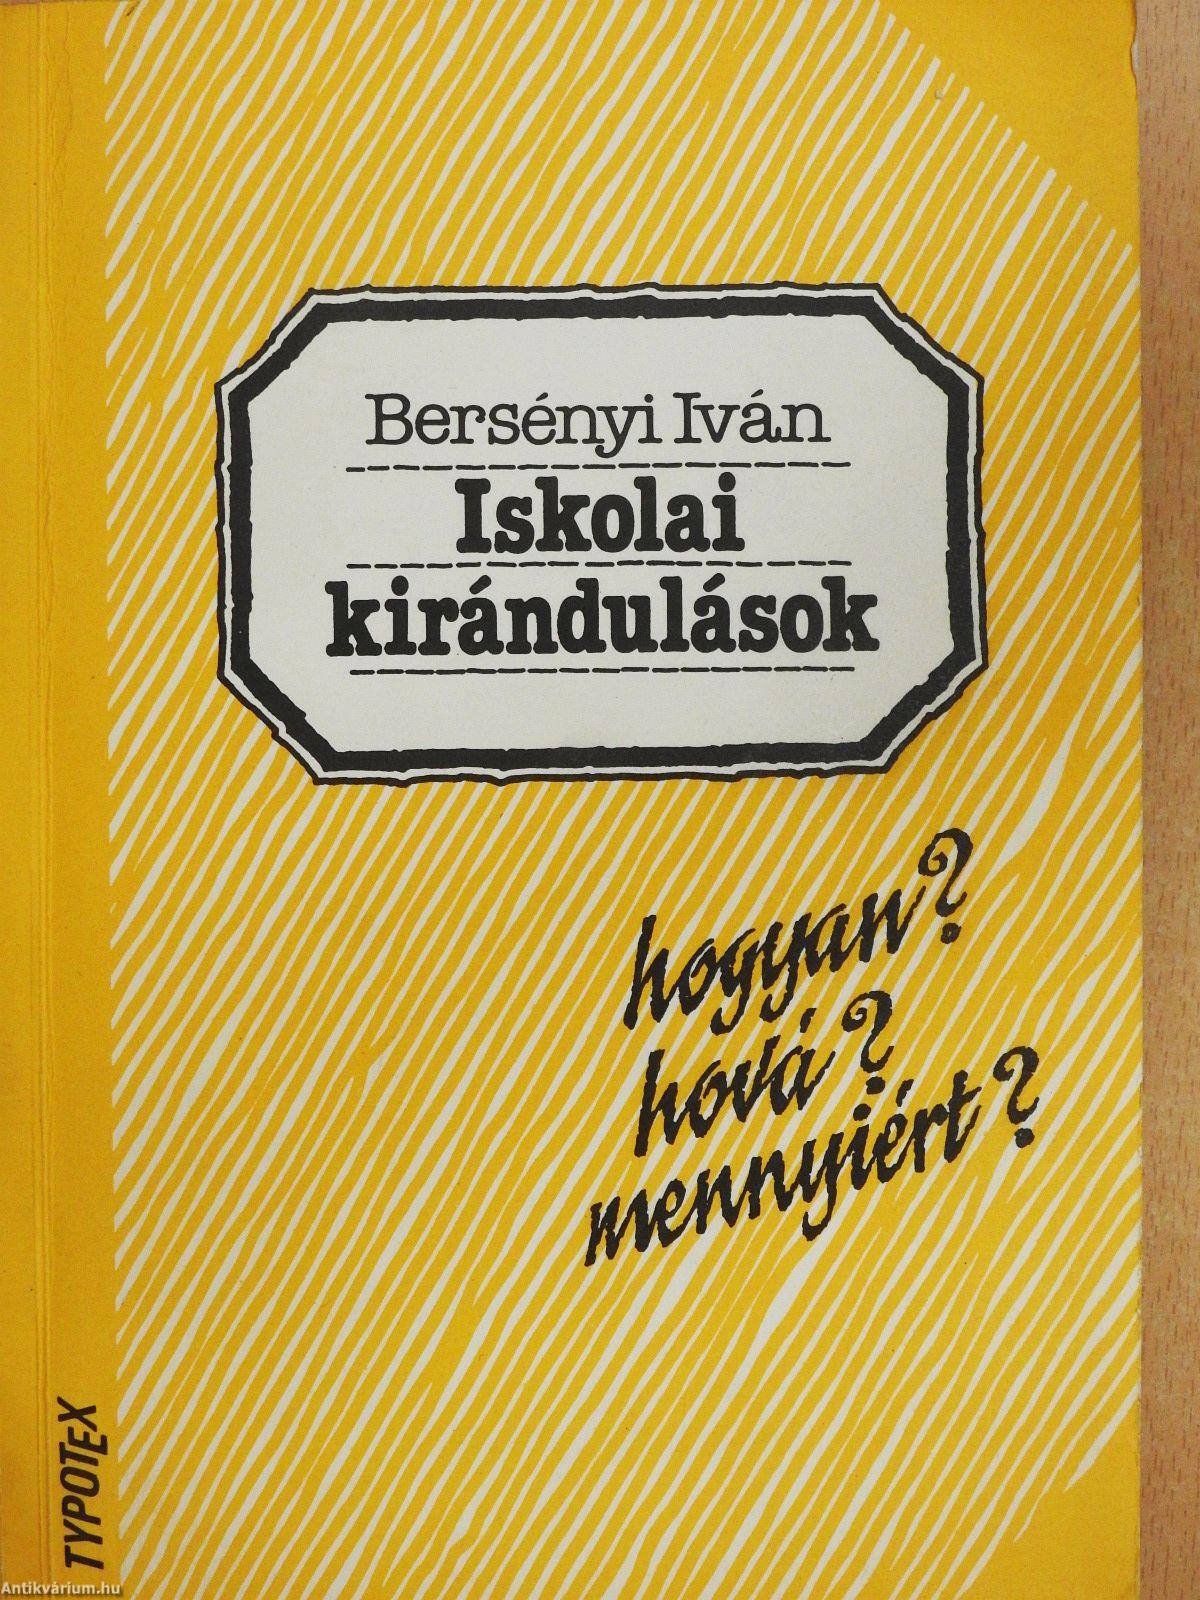 Bersényi Iván
Iskolai
kirándulások
hogyan?
hová?
mennyiért?
TYPOTEX
Antikvárium.hu